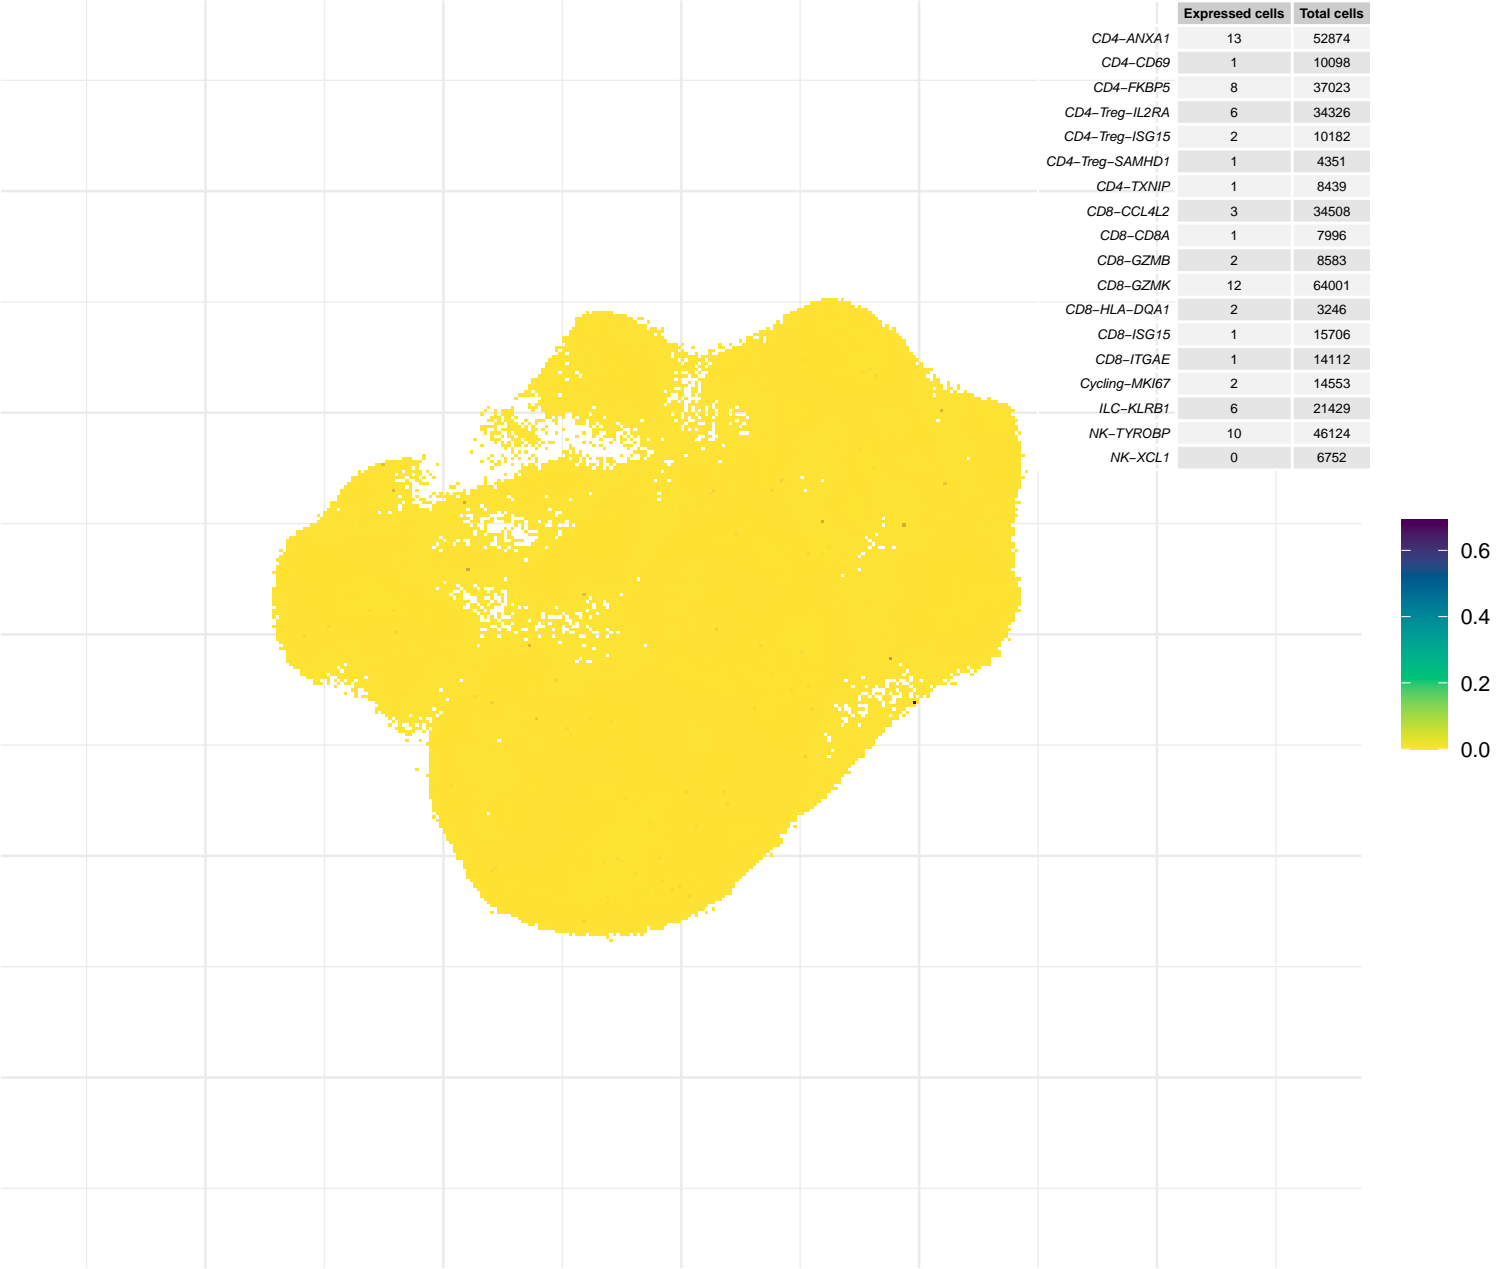 Expressed cells Total cells
CD4−ANXA1 13 52874
CD4−CD69 1 10098
CD4−FKBP5 8 37023
CD4−Treg−IL2RA 6 34326
CD4−Treg−ISG15 2 10182
CD4−Treg−SAMHD1 1 4351
CD4−TXNIP 1 8439
CD8−CCL4L2 3 34508
CD8−CD8A 1 7996
CD8−GZMB 2 8583
CD8−GZMK 12 64001
CD8−HLA−DQA1 2 3246
CD8−ISG15 1 15706
CD8−ITGAE 1 14112
Cycling−MKI67 2 14553
ILC−KLRB1 6 21429
NK−TYROBP 10 46124
NK−XCL1 0 6752
0.6
0.4
0.2
0.0